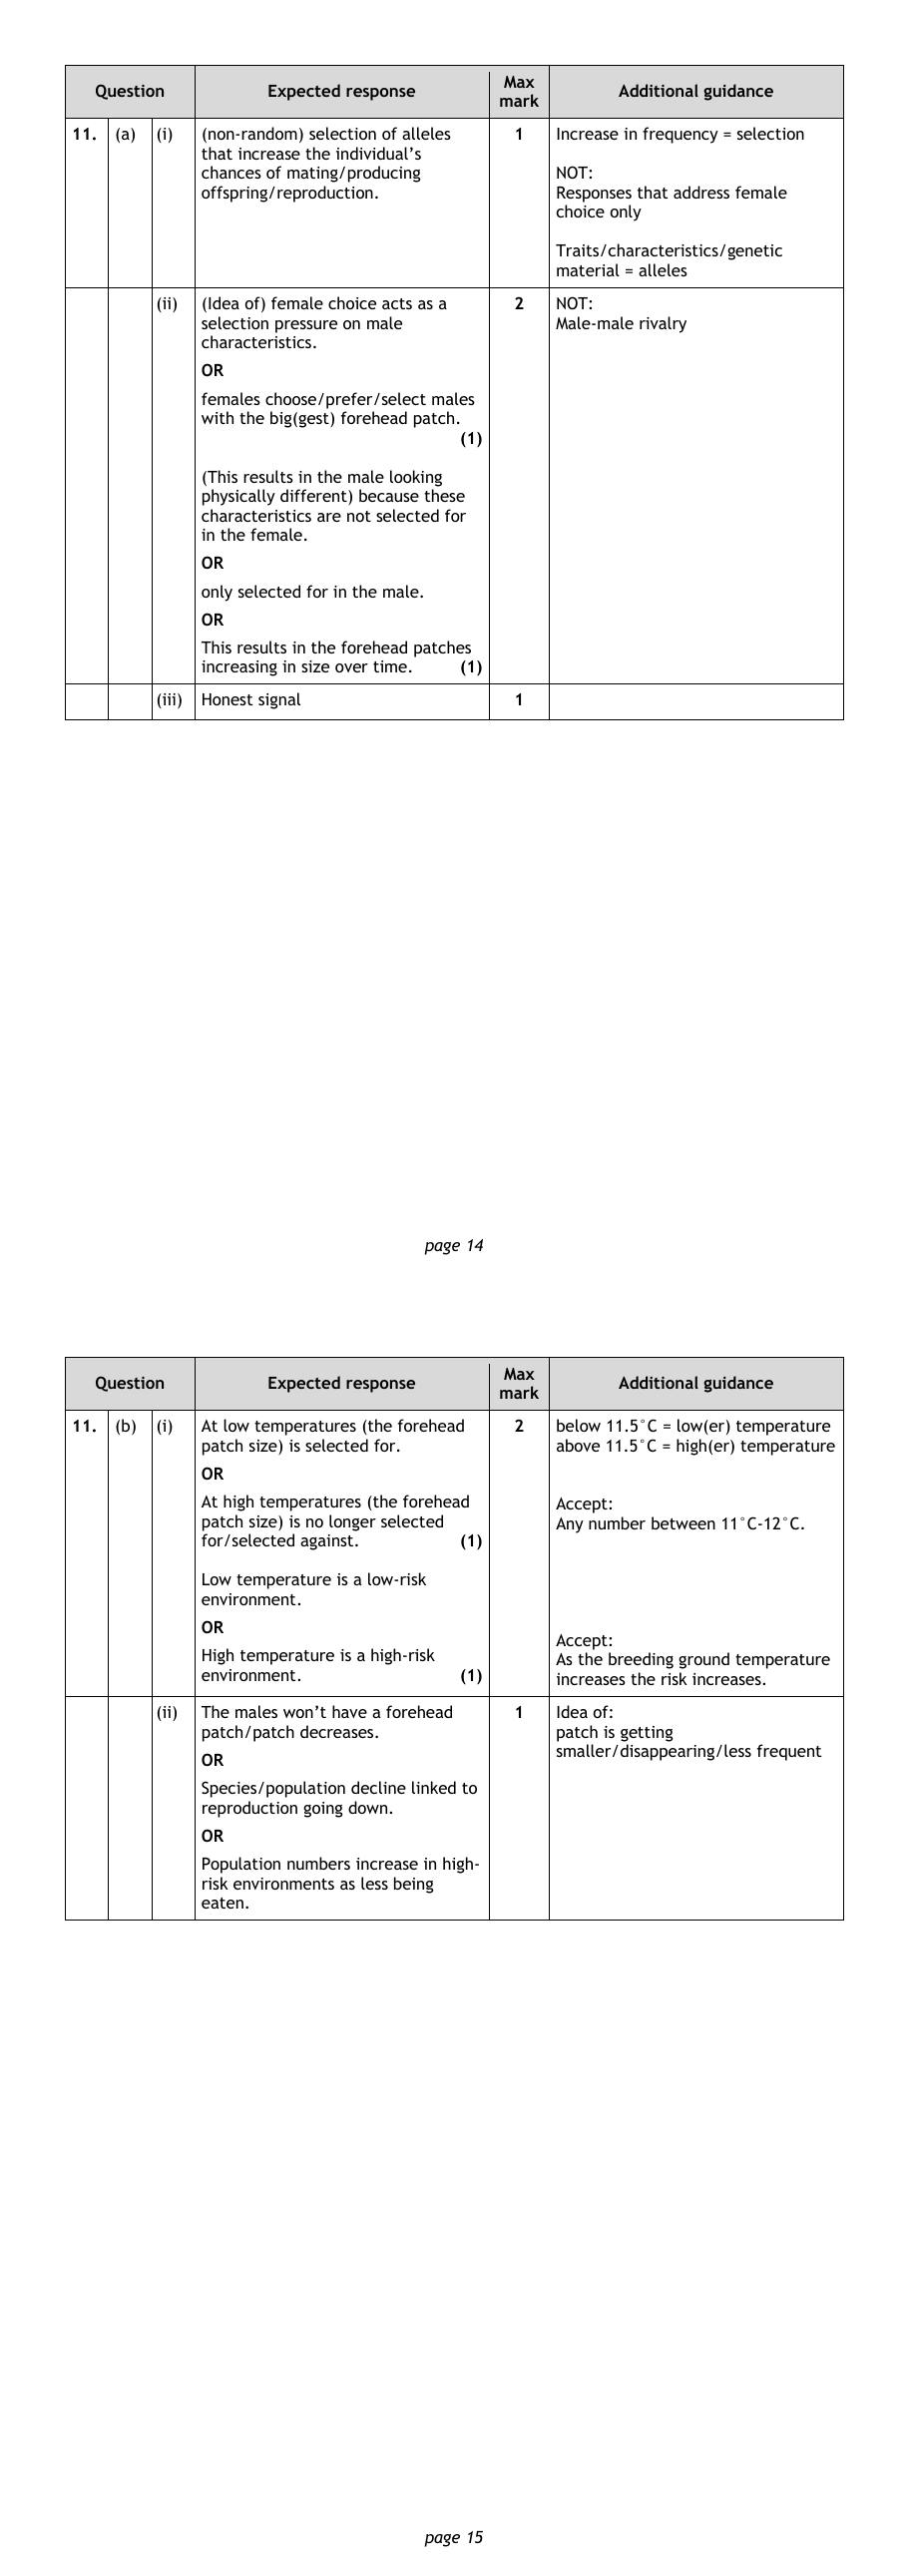 Question
Expected response
Max
mark
Additional guidance
11.
(a)
(i)
(non-random) selection of alleles
that increase the individual's
chances of mating/producing
offspring/reproduction.
1
Increase in frequency = selection
NOT:
Responses that address female
choice only
Traits/characteristics/genetic
material = alleles
(ii)
(Idea of) female choice acts as a
selection pressure on male
characteristics.
OR
females choose/prefer/select males
with the big(gest) forehead patch.
(1)
(This results in the male looking
physically different) because these
characteristics are not selected for
in the female.
OR
only selected for in the male.
OR
This results in the forehead patches
increasing in size over time. (1)
2
NOT:
Male-male rivalry
(iii)
Honest signal
1
page 14
Question
Expected response
Max
mark
Additional guidance
11.
(b)
(i)
At low temperatures (the forehead
patch size) is selected for.
OR
At high temperatures (the forehead
patch size) is no longer selected
for/selected against. (1)
Low temperature is a low-risk
environment.
OR
High temperature is a high-risk
environment. (1)
2
below 11.5°C = low(er) temperature
above 11.5°C = high(er) temperature
Accept:
Any number between 11°C-12°C.
Accept:
As the breeding ground temperature
increases the risk increases.
(ii)
The males won't have a forehead
patch/patch decreases.
OR
Species/population decline linked to
reproduction going down.
OR
Population numbers increase in high-
risk environments as less being
eaten.
1
Idea of:
patch is getting
smaller/disappearing/less frequent
page 15